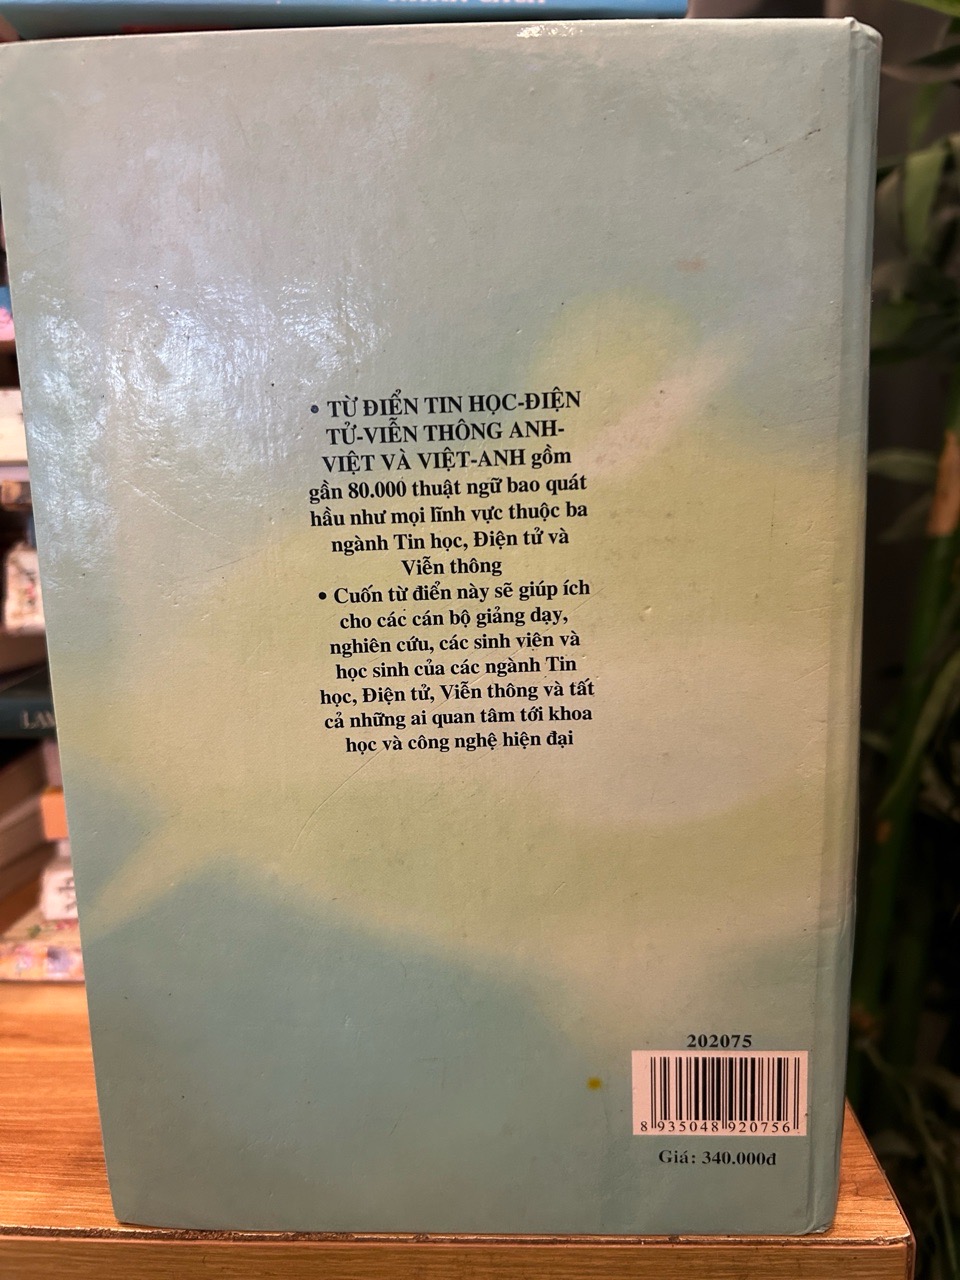 • TỪ ĐIỂN TIN HỌC-ĐIỆN
TỬ-VIỄN THÔNG ANH-
VIỆT VÀ VIỆT-ANH gồm
gần 80.000 thuật ngữ bao quát
hầu như mọi lĩnh vực thuộc ba
ngành Tin học, Điện tử và
Viễn thông
• Cuốn từ điển này sẽ giúp ích
cho các cán bộ giảng dạy,
nghiên cứu, các sinh viên và
học sinh của các ngành Tin
học, Điện tử, Viễn thông và tất
cả những ai quan tâm tới khoa
học và công nghệ hiện đại
202075
8 935048 920756
Giá: 340.000đ